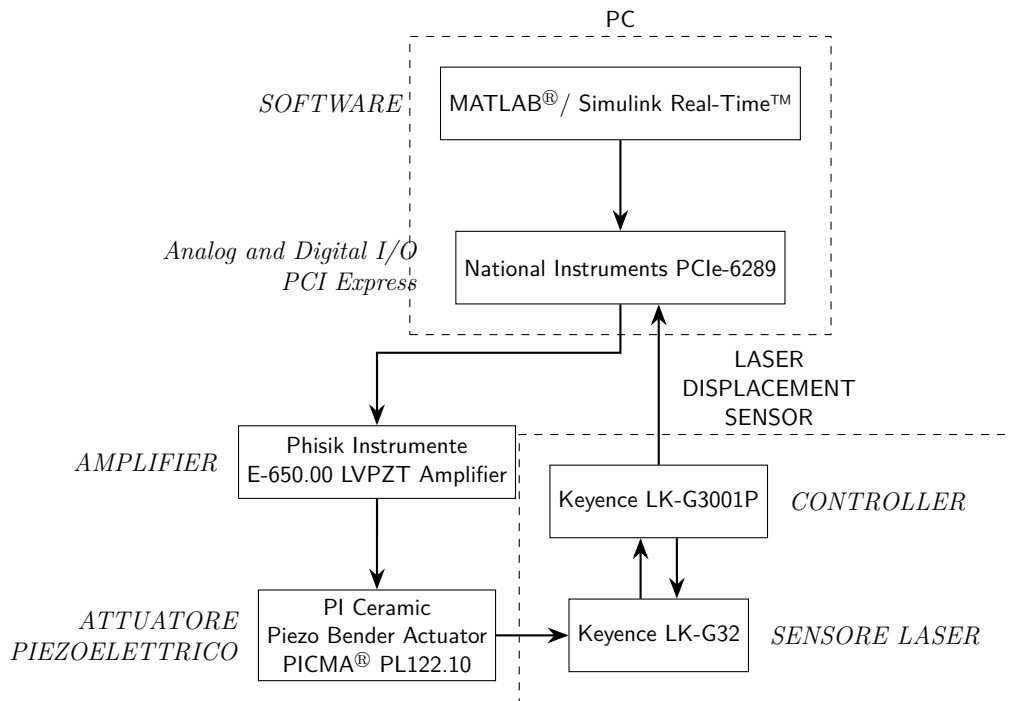 PC
SOFTWARE
MATLAB®/ Simulink Real-Time™
Analog and Digital I/O
PCI Express
National Instruments PCIe-6289
LASER
DISPLACEMENT
SENSOR
AMPLIFIER
Phisik Instrumente
E-650.00 LVPZT Amplifier
Keyence LK-G3001P
CONTROLLER
ATTUATORE
PIEZOELETTRICO
PI Ceramic
Piezo Bender Actuator
PICMA® PL122.10
Keyence LK-G32
SENSORE LASER